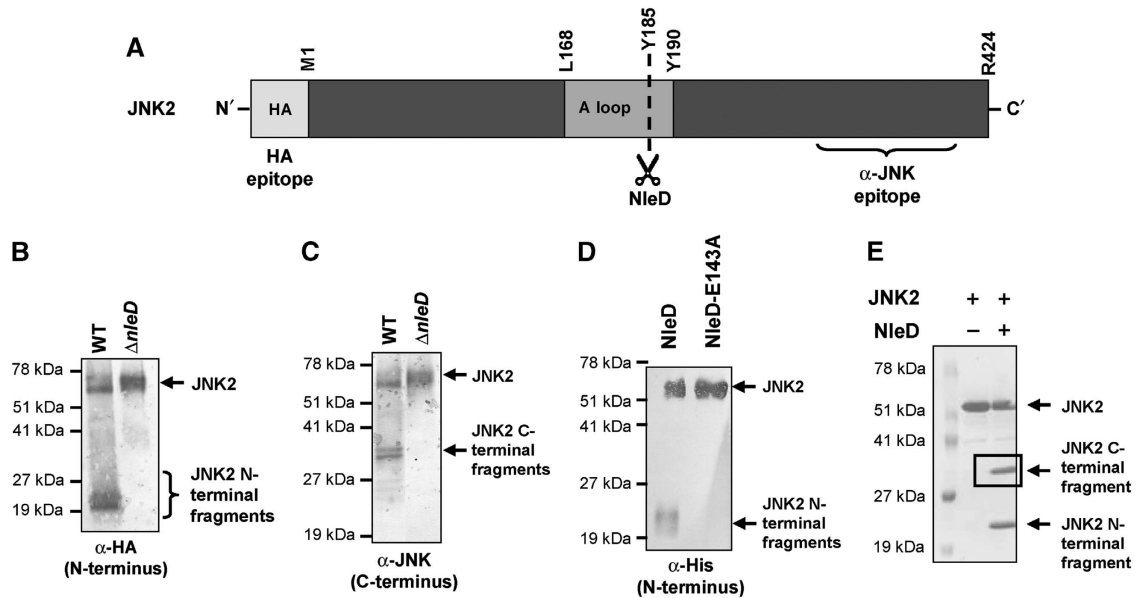 A
M1
L168
Y185
Y190
R424
JNK2
N′
HA
A loop
C′
HA
epitope
NleD
α-JNK
epitope
B
WT
ΔnleD
78 kDa
51 kDa
41 kDa
27 kDa
19 kDa
JNK2
JNK2 N-
terminal
fragments
α-HA
(N-terminus)
C
WT
ΔnleD
78 kDa
51 kDa
41 kDa
27 kDa
19 kDa
JNK2
JNK2 C-
terminal
fragments
α-JNK
(C-terminus)
D
NleD
NleD-E143A
78 kDa
51 kDa
41 kDa
27 kDa
19 kDa
JNK2
JNK2 N-
terminal
fragments
α-His
(N-terminus)
E
JNK2 + +
NleD – +
78 kDa
51 kDa
41 kDa
27 kDa
19 kDa
JNK2
JNK2 C-
terminal
fragment
JNK2 N-
terminal
fragment